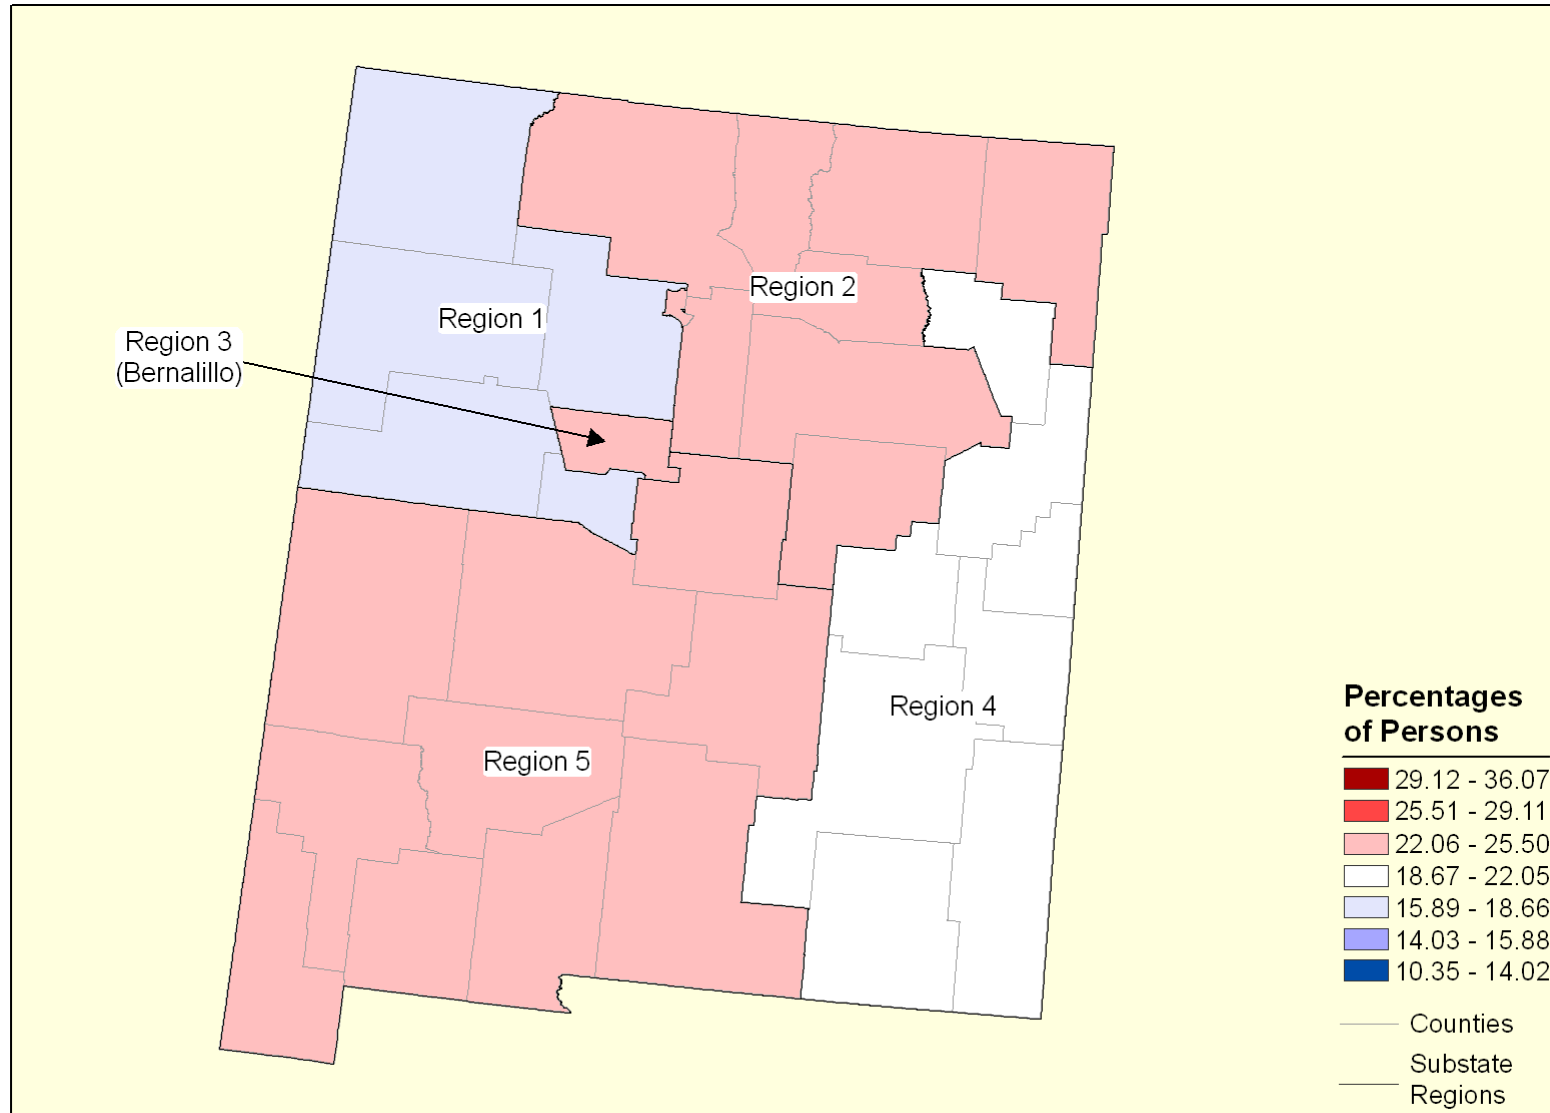 Region 2
Region 1
Region 3
(Bernalillo)
Region 4
Region 5
Percentages
of Persons
29.12 - 36.07
25.51 - 29.11
22.06 - 25.50
18.67 - 22.05
15.89 - 18.66
14.03 - 15.88
10.35 - 14.02
Counties
Substate
Regions